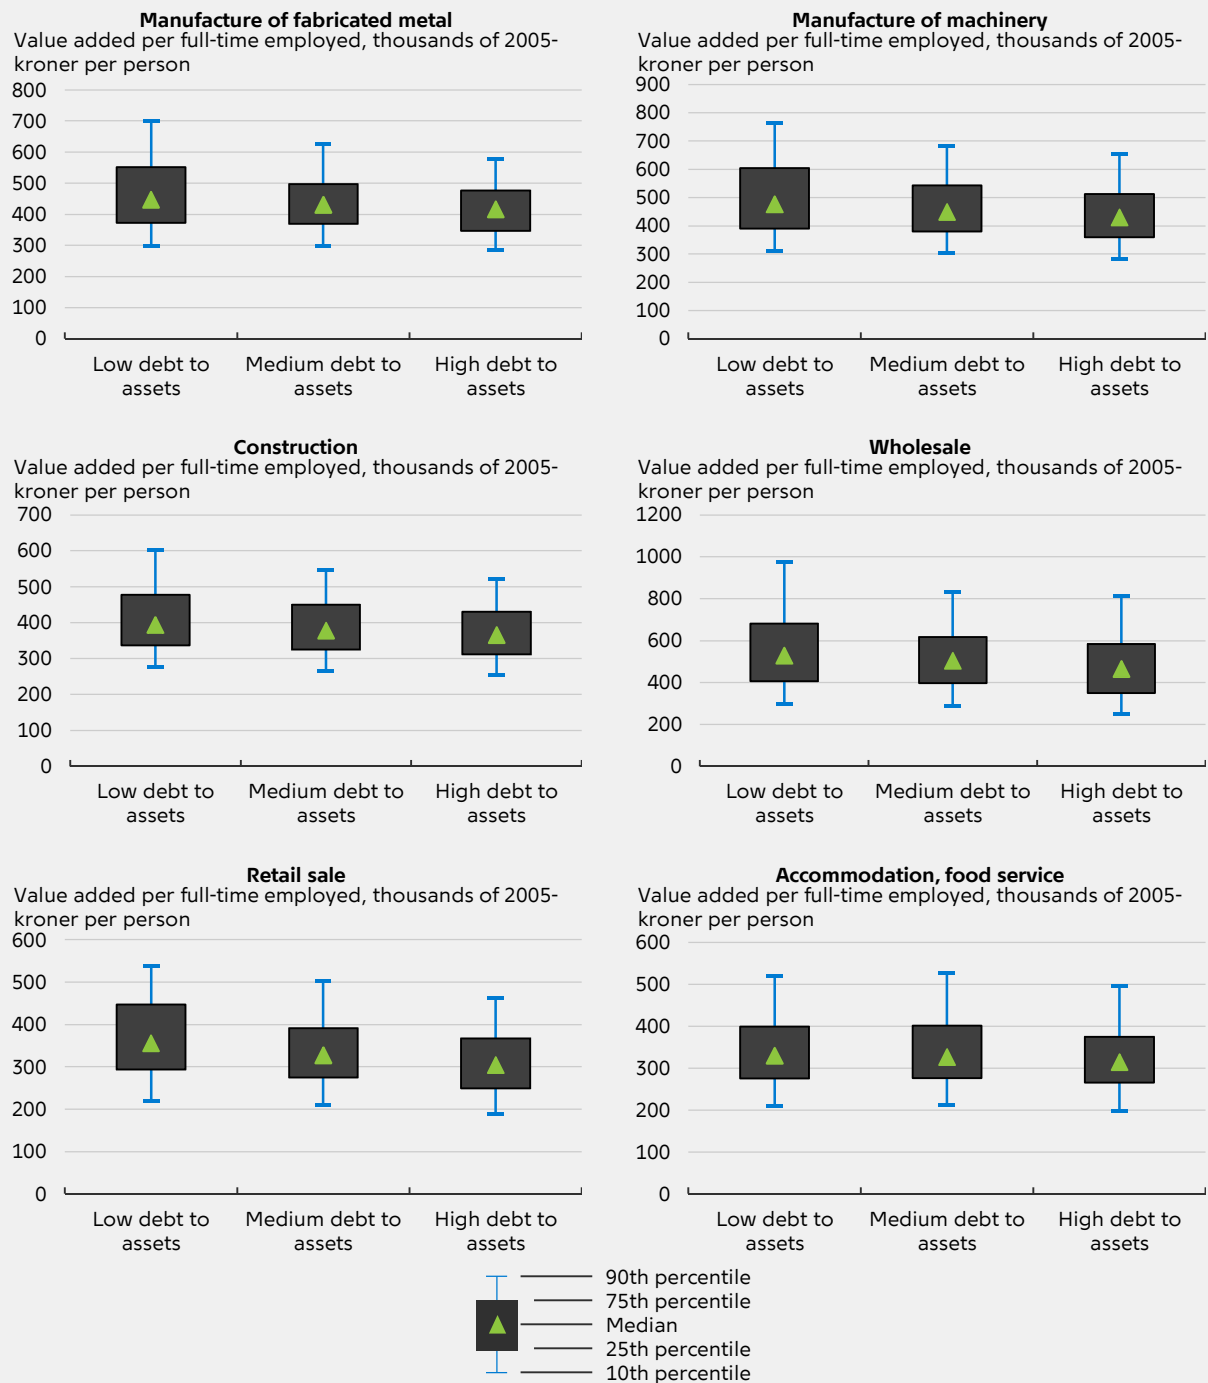 Manufacture of fabricated metal
Value added per full-time employed, thousands of 2005-
kroner per person
800
700
600
500
400
300
200
100
0
Low debt to
assets
Medium debt to
assets
High debt to
assets
Manufacture of machinery
Value added per full-time employed, thousands of 2005-
kroner per person
900
800
700
600
500
400
300
200
100
0
Low debt to
assets
Medium debt to
assets
High debt to
assets
Construction
Value added per full-time employed, thousands of 2005-
kroner per person
700
600
500
400
300
200
100
0
Low debt to
assets
Medium debt to
assets
High debt to
assets
Wholesale
Value added per full-time employed, thousands of 2005-
kroner per person
1200
1000
800
600
400
200
0
Low debt to
assets
Medium debt to
assets
High debt to
assets
Retail sale
Value added per full-time employed, thousands of 2005-
kroner per person
600
500
400
300
200
100
0
Low debt to
assets
Medium debt to
assets
High debt to
assets
Accommodation, food service
Value added per full-time employed, thousands of 2005-
kroner per person
600
500
400
300
200
100
0
Low debt to
assets
Medium debt to
assets
High debt to
assets
90th percentile
75th percentile
Median
25th percentile
10th percentile